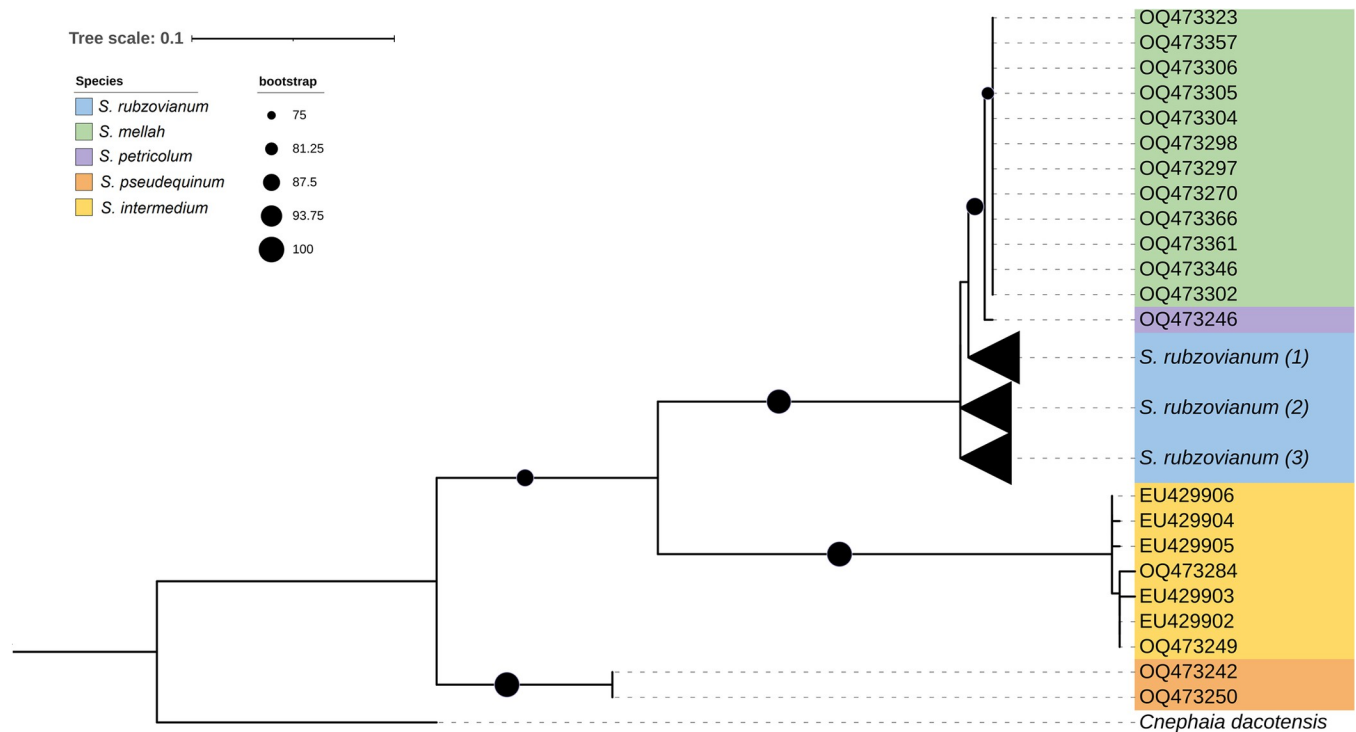 Tree scale: 0.1
Species
S. rubzovianum
S. mellah
S. petricolum
S. pseudequinum
S. intermedium
bootstrap
75
81.25
87.5
93.75
100
OQ473323
OQ473357
OQ473306
OQ473305
OQ473304
OQ473298
OQ473297
OQ473270
OQ473366
OQ473361
OQ473346
OQ473302
OQ473246
S. rubzovianum (1)
S. rubzovianum (2)
S. rubzovianum (3)
EU429906
EU429904
EU429905
OQ473284
EU429903
EU429902
OQ473249
OQ473242
OQ473250
Cnephaia dacotensis